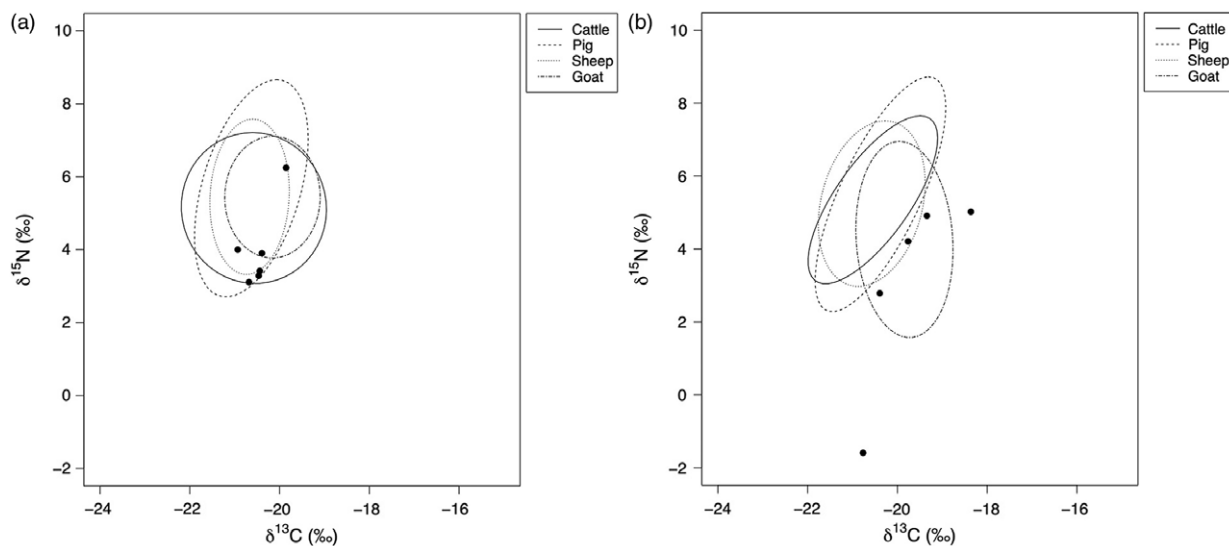 (a)
10
8
6
4
2
0
−2
δ15N (‰)
−24 −22 −20 −18 −16
δ13C (‰)
Cattle
Pig
Sheep
Goat
(b)
10
8
6
4
2
0
−2
δ15N (‰)
−24 −22 −20 −18 −16
δ13C (‰)
Cattle
Pig
Sheep
Goat